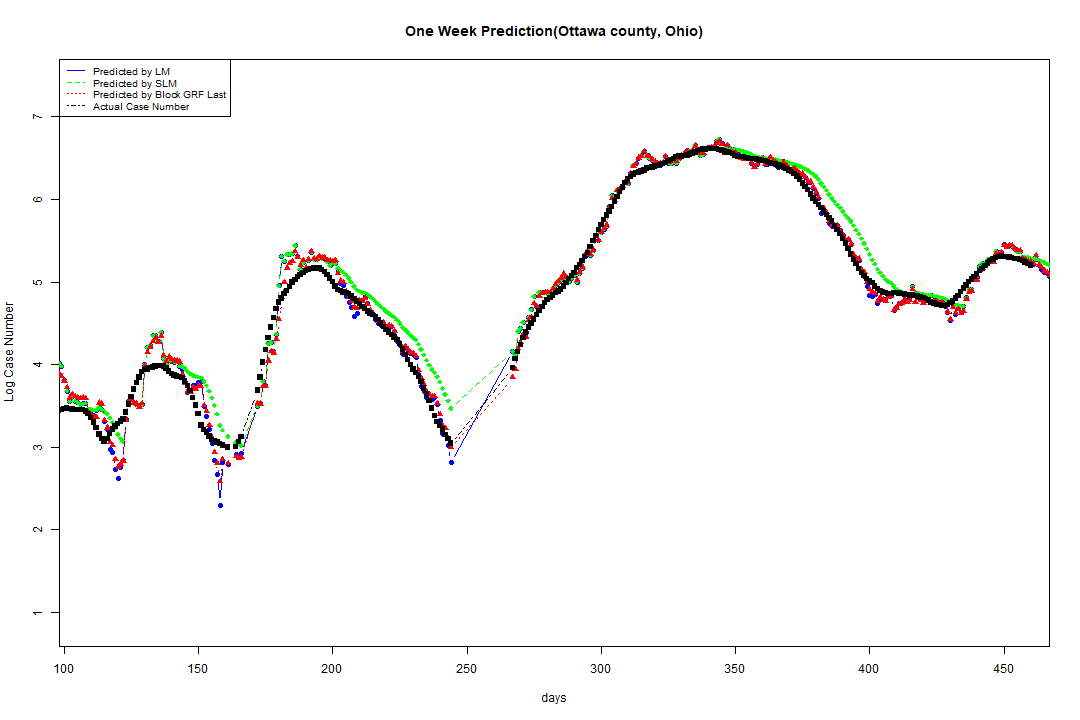 One Week Prediction(Ottawa county, Ohio)
Predicted by LM
Predicted by SLM
Predicted by Block GRF Last
Actual Case Number
7
6
5
4
3
2
1
Log Case Number
100 150 200 250 300 350 400 450
days